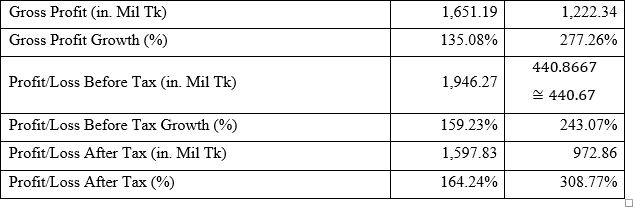 Gross Profit (in. Mil Tk) 1,651.19 1,222.34
Gross Profit Growth (%) 135.08% 277.26%
Profit/Loss Before Tax (in. Mil Tk) 1,946.27 440.8667
≅ 440.67
Profit/Loss Before Tax Growth (%) 159.23% 243.07%
Profit/Loss After Tax (in. Mil Tk) 1,597.83 972.86
Profit/Loss After Tax (%) 164.24% 308.77%